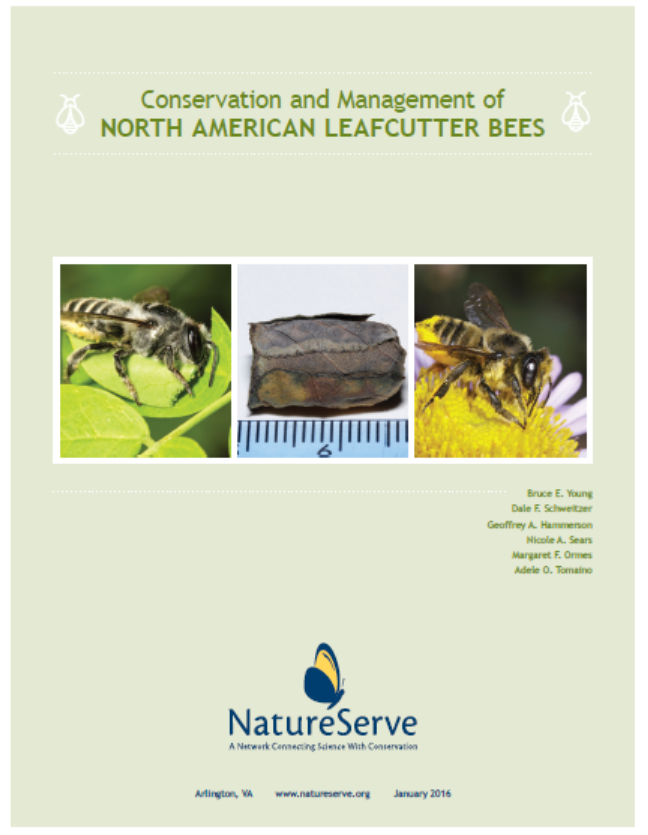 Conservation and Management of
NORTH AMERICAN LEAFCUTTER BEES
6
Bruce E. Young
Dale F. Schweitzer
Geoffrey A. Hammerson
Nicole A. Sears
Margaret F. Ormes
Adele O. Tomaino
NatureServe
A Network Connecting Science With Conservation
Arlington, VA www.natureserve.org January 2016